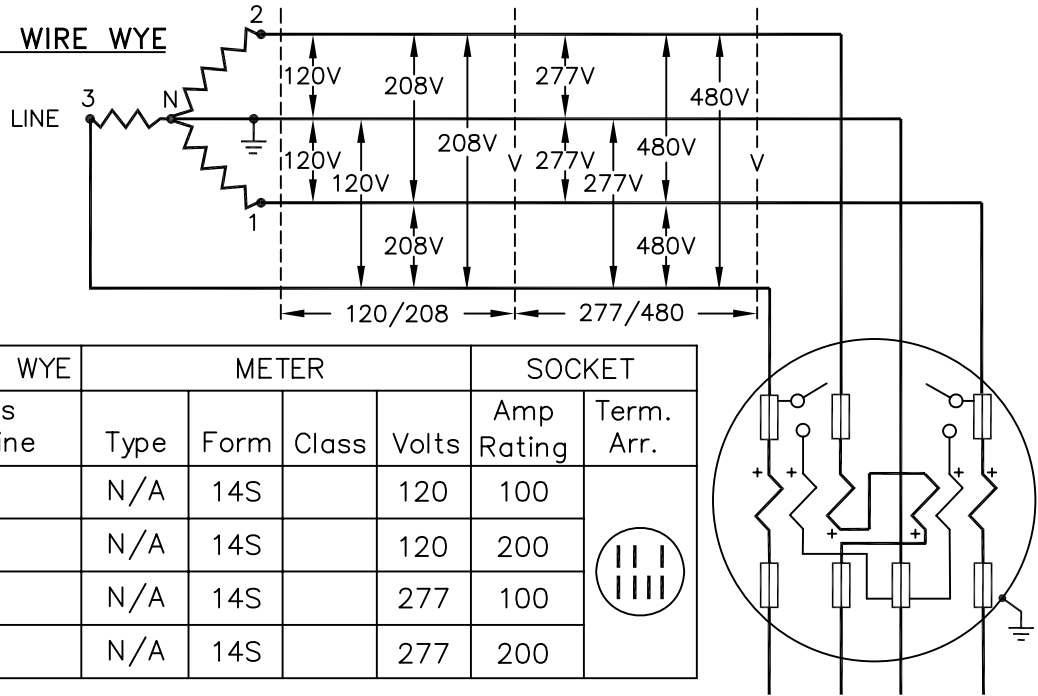 WIRE WYE
2
3
N
LINE
1
120V
208V
277V
480V
120V
120V
208V
V
277V
277V
480V
V
208V
480V
120/208
277/480
WYE
METER
SOCKET
s
ine
Type
Form
Class
Volts
Amp
Rating
Term.
Arr.
N/A 14S 120 100
N/A 14S 120 200
N/A 14S 277 100
N/A 14S 277 200
+ + + +
+ +